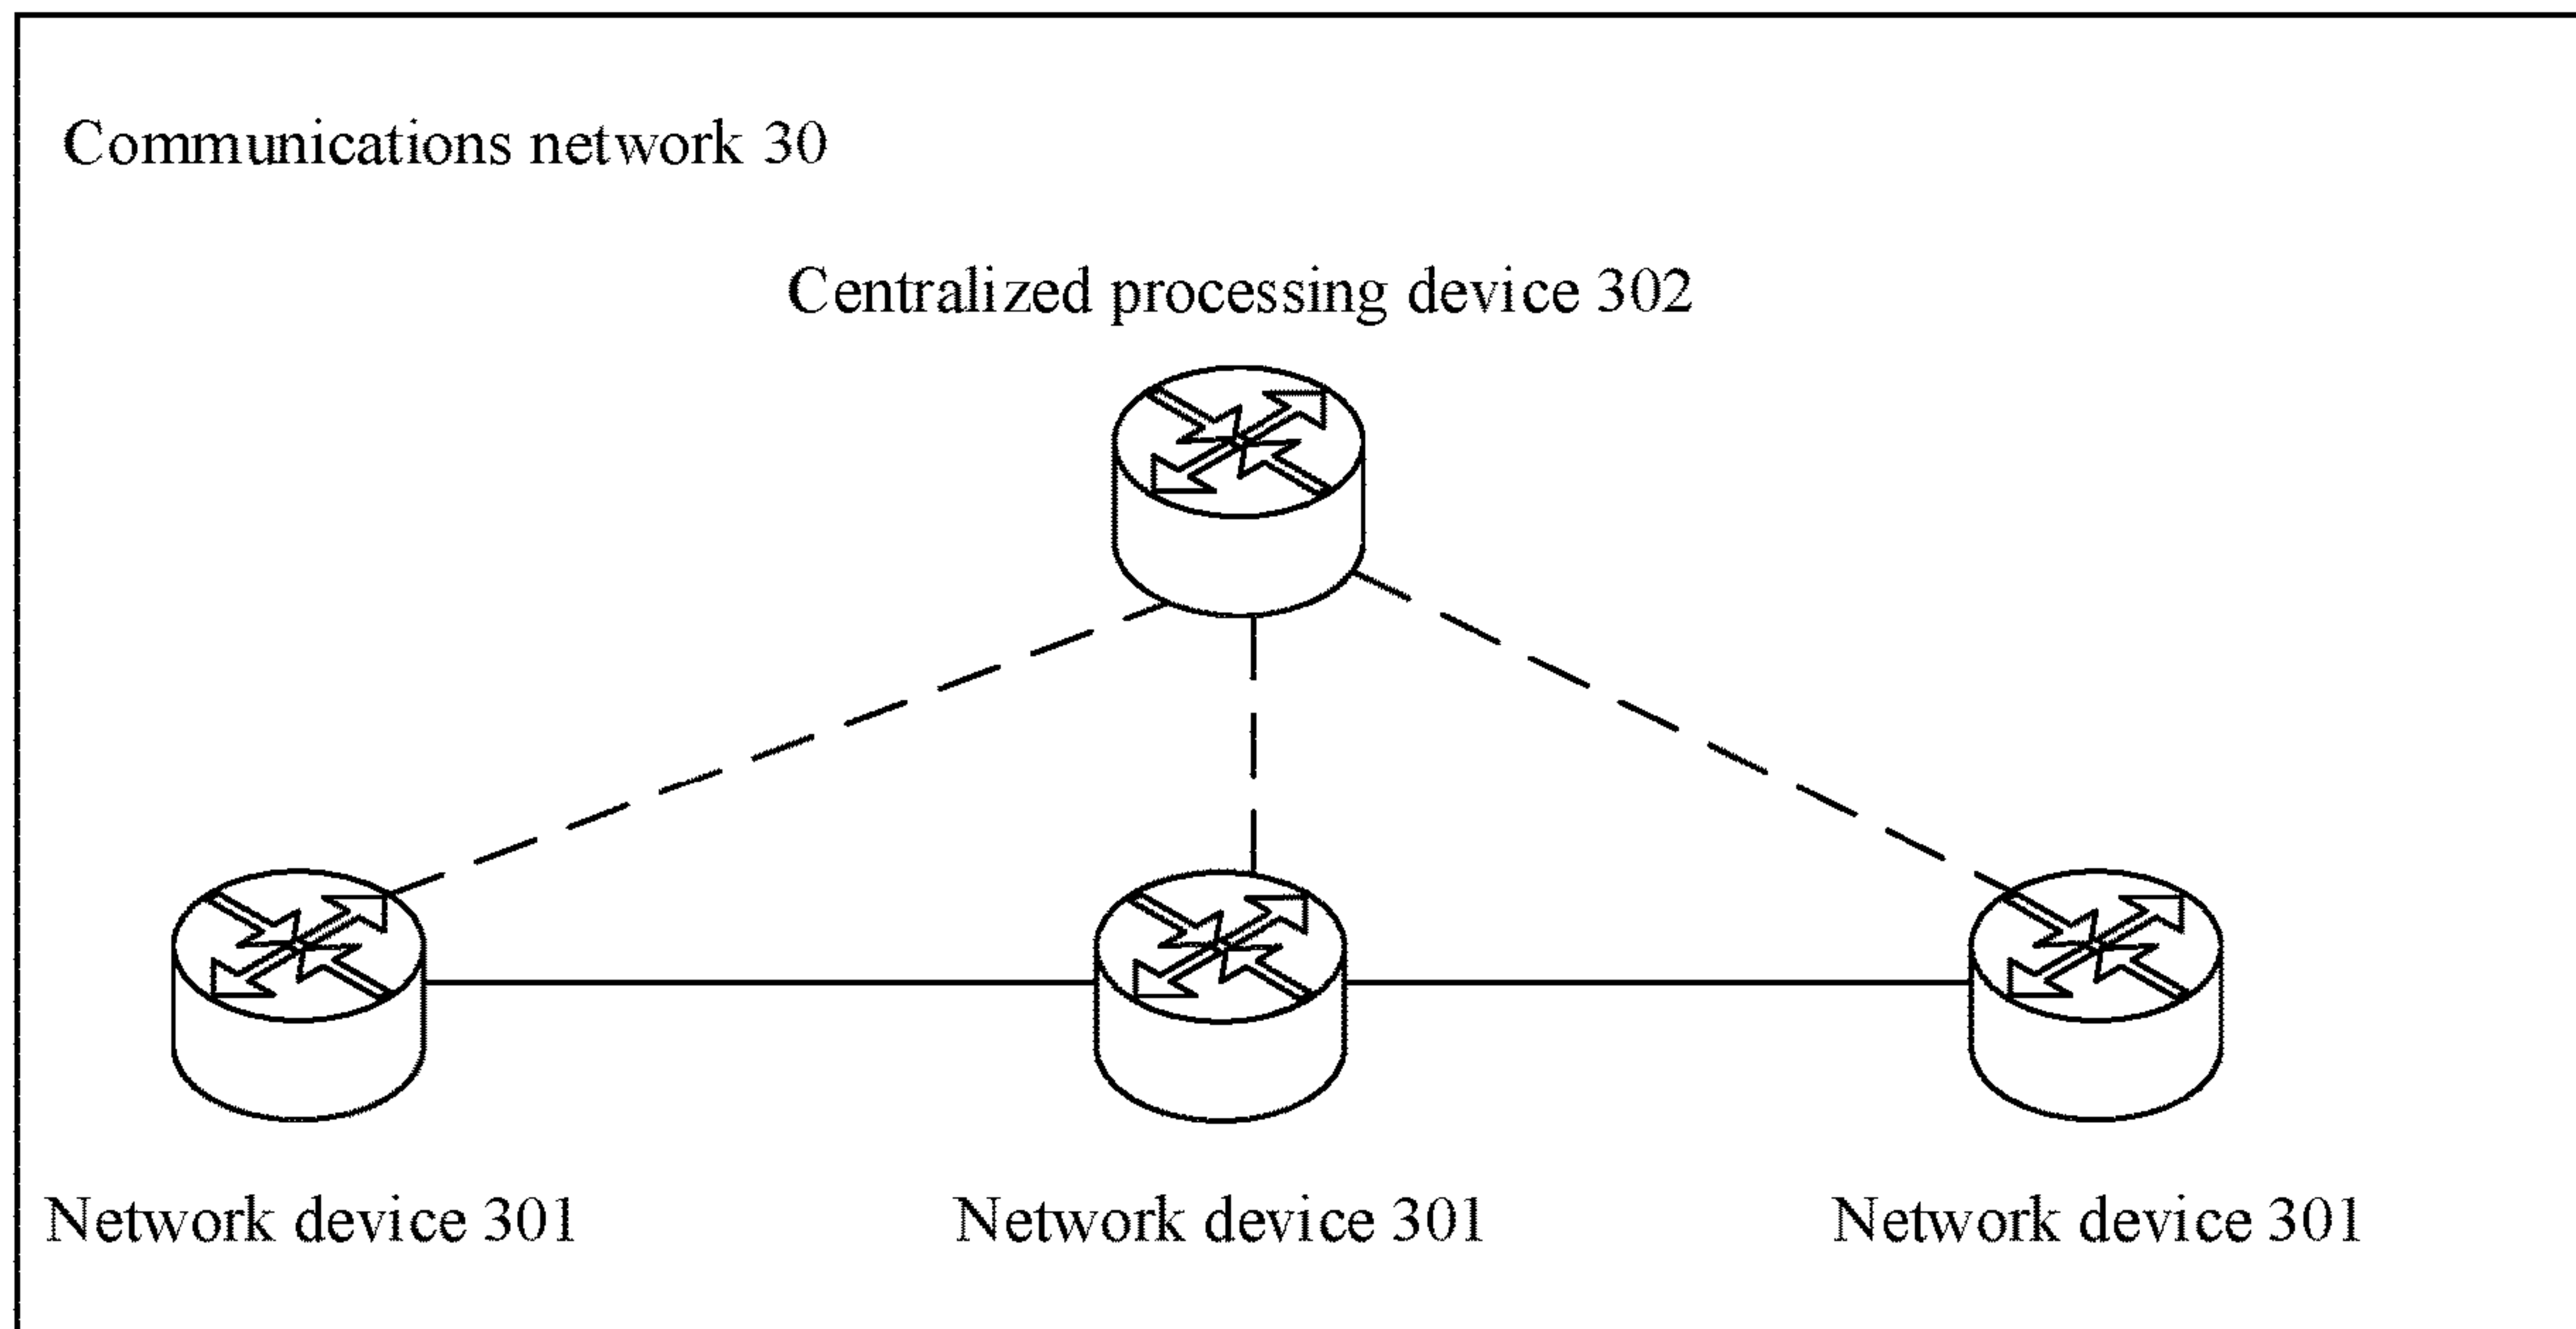 Communications network 30
Centralized processing device 302
Network device 301
Network device 301
Network device 301